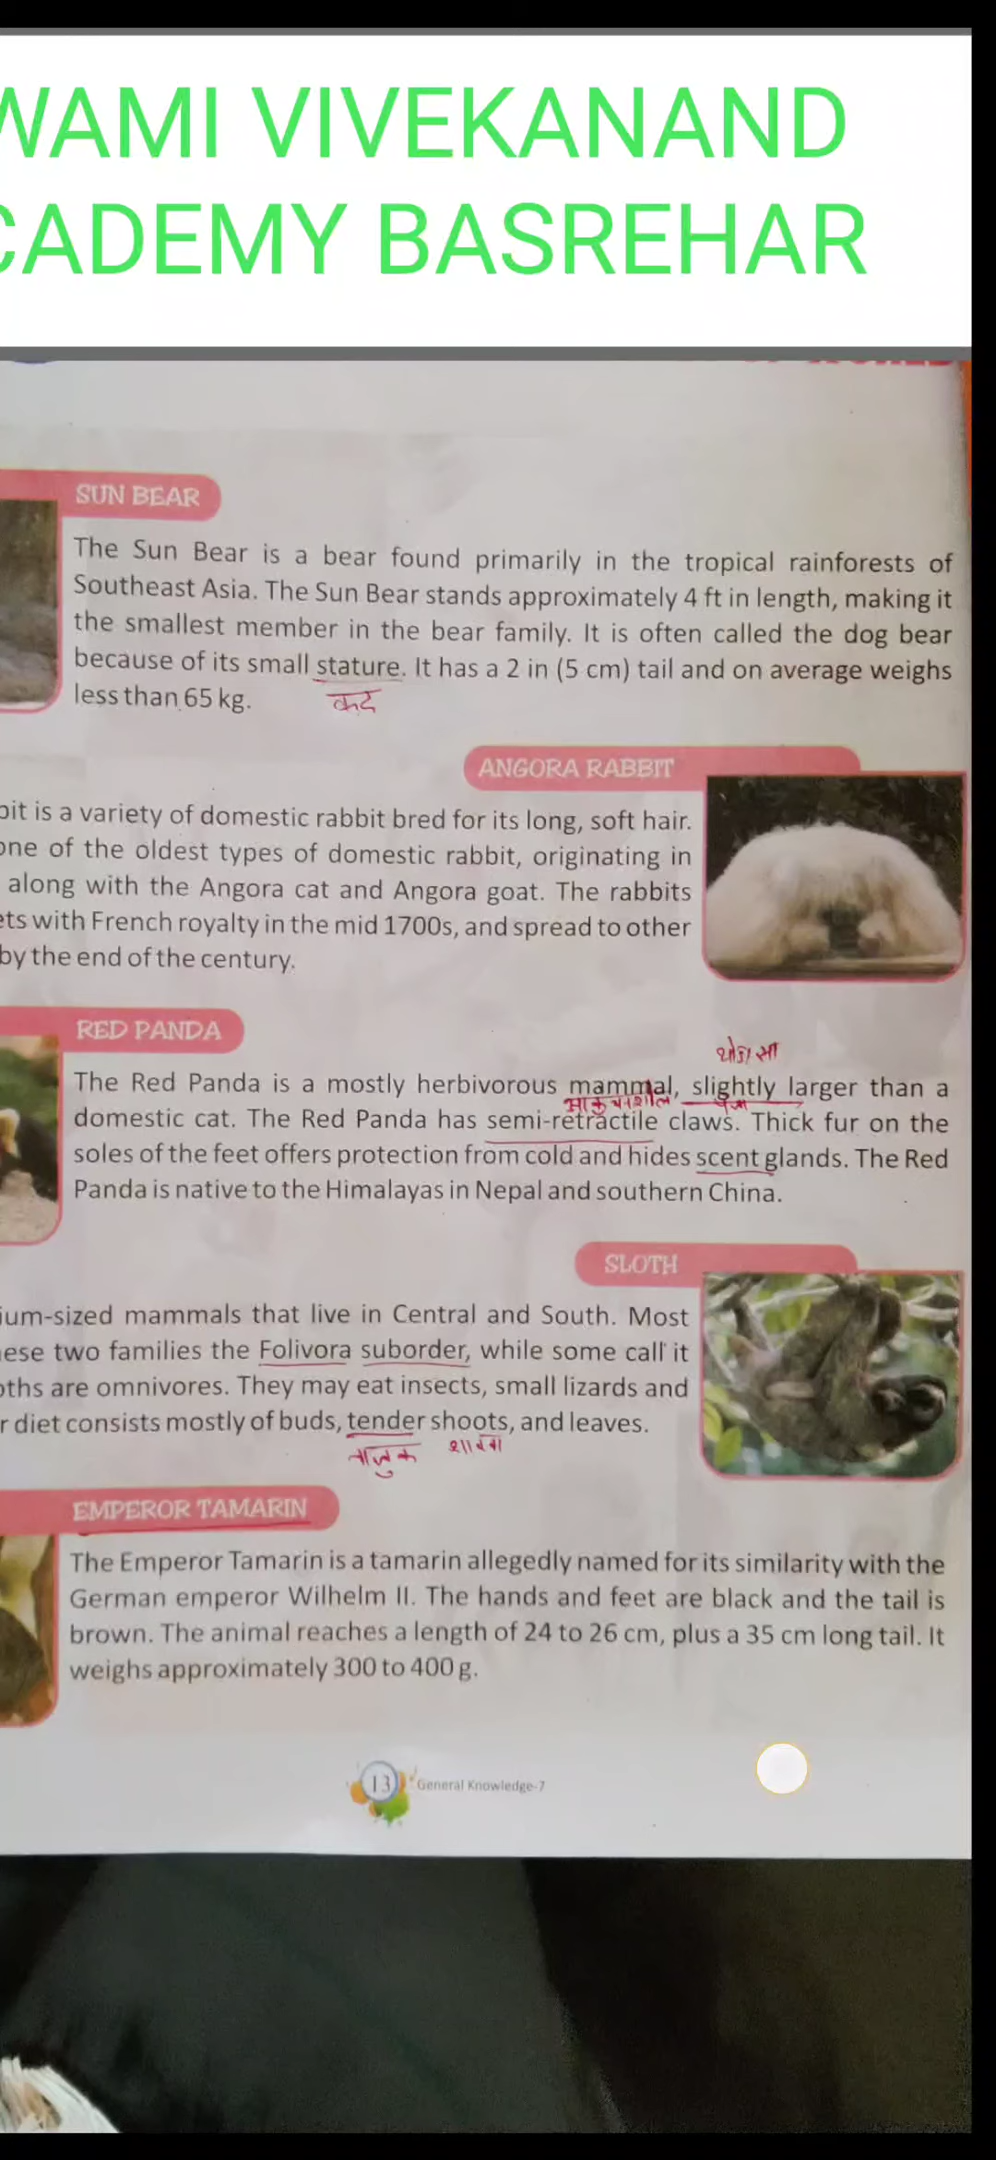 WAMI VIVEKANAND
CADEMY BASREHAR
SUN BEAR
The Sun Bear is a bear found primarily in the tropical rainforests of
Southeast Asia. The Sun Bear stands approximately 4 ft in length, making it
the smallest member in the bear family. It is often called the dog bear
because of its small stature. It has a 2 in (5 cm) tail and on average weighs
less than 65 kg.
कद
ANGORA RABBIT
bit is a variety of domestic rabbit bred for its long, soft hair.
one of the oldest types of domestic rabbit, originating in
along with the Angora cat and Angora goat. The rabbits
ets with French royalty in the mid 1700s, and spread to other
by the end of the century.
RED PANDA
थोड़ा सा
The Red Panda is a mostly herbivorous mammal, slightly larger than a
पंजा
domestic cat. The Red Panda has semi-retractile claws. Thick fur on the
soles of the feet offers protection from cold and hides scent glands. The Red
Panda is native to the Himalayas in Nepal and southern China.
SLOTH
ium-sized mammals that live in Central and South. Most
hese two families the Folivora suborder, while some call it
oths are omnivores. They may eat insects, small lizards and
r diet consists mostly of buds, tender shoots, and leaves.
नाजुक शाखा
EMPEROR TAMARIN
The Emperor Tamarin is a tamarin allegedly named for its similarity with the
German emperor Wilhelm II. The hands and feet are black and the tail is
brown. The animal reaches a length of 24 to 26 cm, plus a 35 cm long tail. It
weighs approximately 300 to 400 g.
13 General Knowledge-7